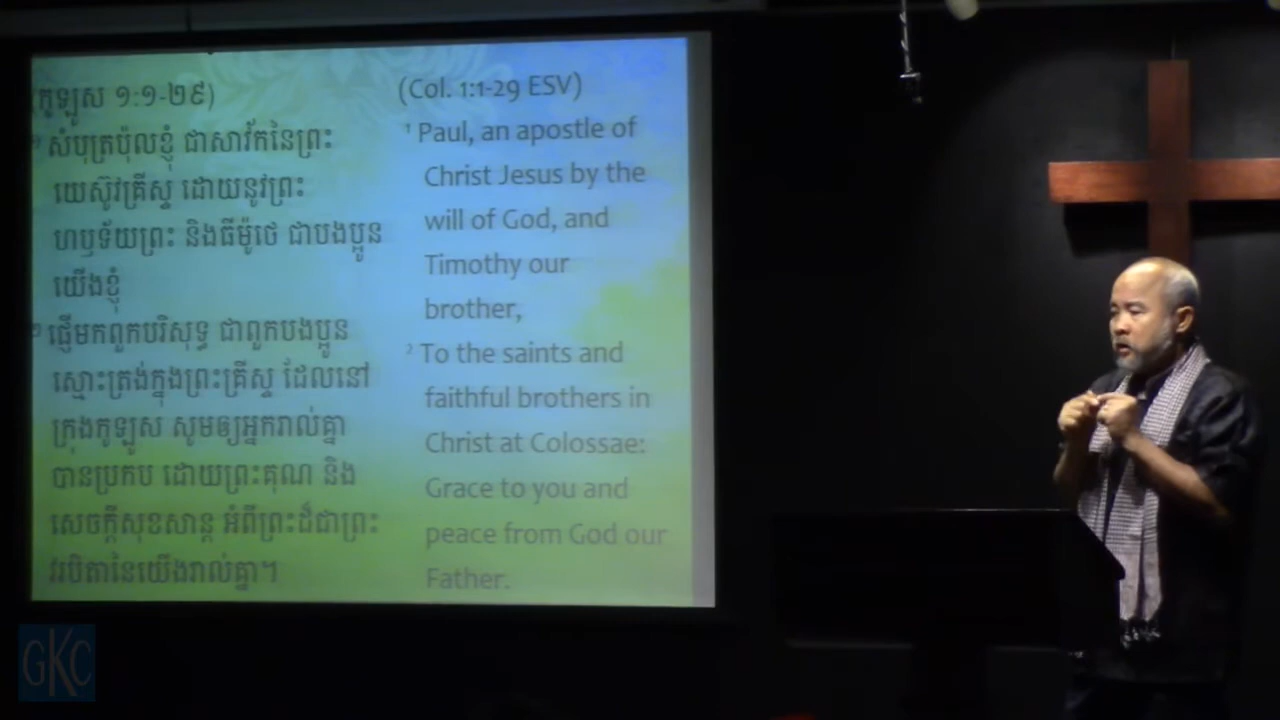 (កូឡូស ១:១-២៩)
១ សំបុត្រប៉ុលខ្ញុំ ជាសាវ័កនៃព្រះ
យេស៊ូវគ្រីស្ទ ដោយនូវព្រះ
ហឫទ័យព្រះ និងធីម៉ូថេ ជាបងប្អូន
យើងខ្ញុំ
២ ផ្ញើមកពួកបរិសុទ្ធ ជាពួកបងប្អូន
ស្មោះត្រង់ក្នុងព្រះគ្រីស្ទ ដែលនៅ
ក្រុងកូឡូស សូមឲ្យអ្នករាល់គ្នា
បានប្រកប ដោយព្រះគុណ និង
សេចក្ដីសុខសាន្ត អំពីព្រះដ៏ជាព្រះ
វរបិតានៃយើងរាល់គ្នា។
(Col. 1:1-29 ESV)
1 Paul, an apostle of
Christ Jesus by the
will of God, and
Timothy our
brother,
2 To the saints and
faithful brothers in
Christ at Colossae:
Grace to you and
peace from God our
Father.
GKC